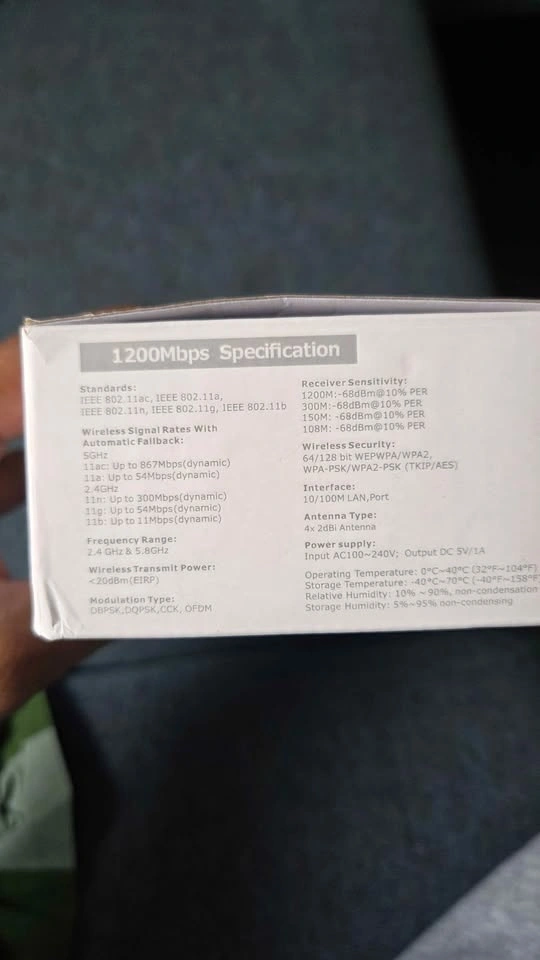 1200Mbps Specification
Standards:
IEEE 802.11ac, IEEE 802.11a,
IEEE 802.11n, IEEE 802.11g, IEEE 802.11b
Wireless Signal Rates With
Automatic Fallback:
5GHz
11ac: Up to 867Mbps(dynamic)
11a: Up to 54Mbps(dynamic)
2.4GHz
11n: Up to 300Mbps(dynamic)
11g: Up to 54Mbps(dynamic)
11b: Up to 11Mbps(dynamic)
Frequency Range:
2.4 GHz & 5.8GHz
Wireless Transmit Power:
<20dBm(EIRP)
Modulation Type:
DBPSK,DQPSK,CCK, OFDM
Receiver Sensitivity:
1200M:-68dBm@10% PER
300M:-68dBm@10% PER
150M: -68dBm@10% PER
108M: -68dBm@10% PER
Wireless Security:
64/128 bit WEPWPA/WPA2,
WPA-PSK/WPA2-PSK (TKIP/AES)
Interface:
10/100M LAN,Port
Antenna Type:
4x 2dBi Antenna
Power supply:
Input AC100~240V; Output DC 5V/1A
Operating Temperature: 0°C~40°C (32°F~104°F)
Storage Temperature: -40°C~70°C (-40°F~158°F
Relative Humidity: 10% ~90%, non-condensation
Storage Humidity: 5%~95% non-condensing